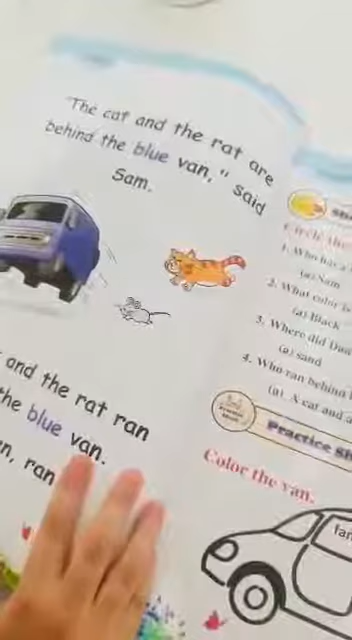 "The cat and the rat are
behind the blue van," said
Sam.
and the rat ran
the blue van.
ran
Circle the
1. Who has a
(a) Sam
2. What color is
(a) Black
3. Where did Dan
(a) sand
4. Who ran behind
(a) A cat and a
Practice
Color the van.